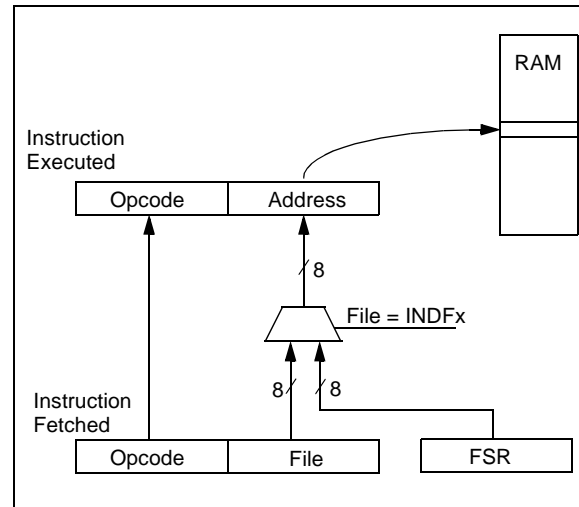 RAM
Instruction
Executed
Opcode Address
8
File = INDFx
8 8
Instruction
Fetched
Opcode File FSR